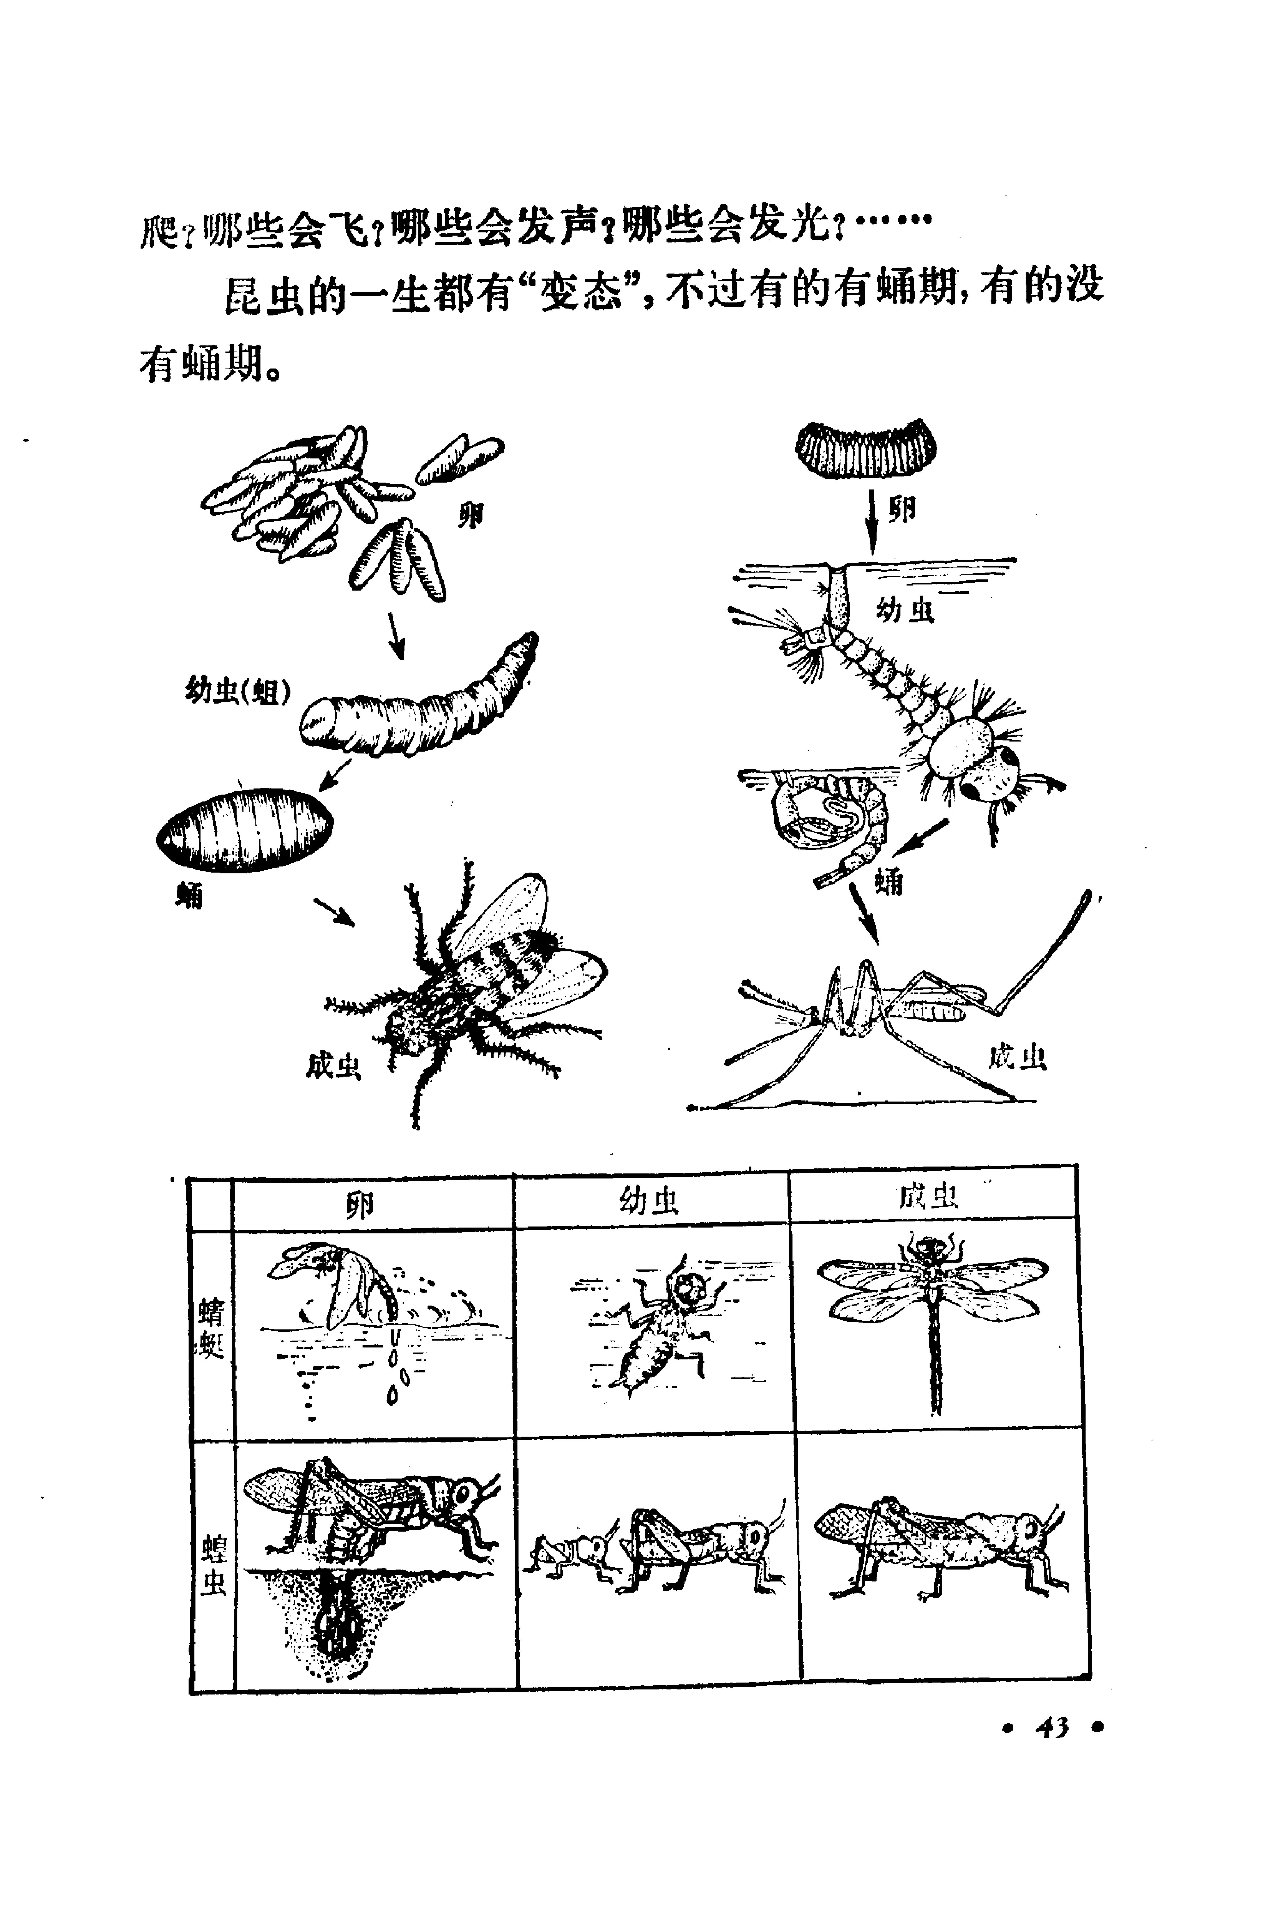 爬?哪些会飞?哪些会发声?哪些会发光?……
昆虫的一生都有“变态”,不过有的有蛹期,有的没
有蛹期。
卵
幼虫(蛆)
蛹
成虫
卵
幼虫
蛹
成虫
卵 幼虫 成虫
蜻蜓
蝗虫
• 43 •